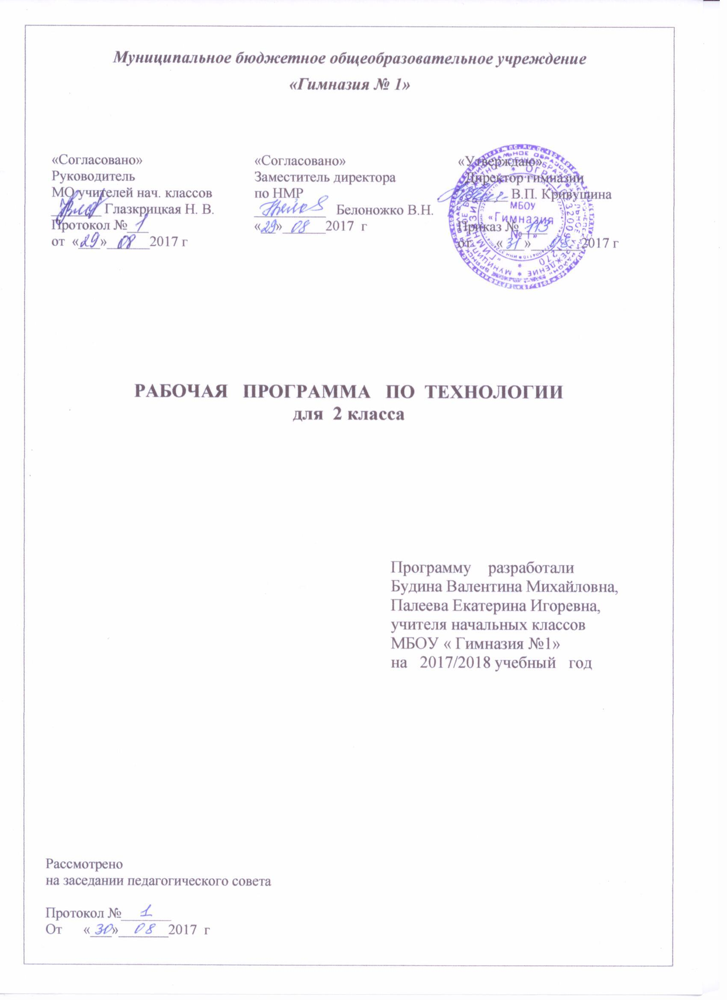 Муниципальное бюджетное общеобразовательное учреждение
«Гимназия № 1»
«Согласовано»
Руководитель
МО учителей нач. классов
Глазкрицкая Н. В.
Протокол № 1
от «29» 08 2017 г
«Согласовано»
Заместитель директора
по НМР
Белоножко В.Н.
«29» 08 2017 г
«Утверждаю»
Директор гимназии
В.П. Кривушина
Приказ № 113
от «31» 08 2017 г
МБОУ
«Гимназия
№ 1»
РАБОЧАЯ ПРОГРАММА ПО ТЕХНОЛОГИИ
для 2 класса
Программу разработали
Будина Валентина Михайловна,
Палеева Екатерина Игоревна,
учителя начальных классов
МБОУ « Гимназия №1»
на 2017/2018 учебный год
Рассмотрено
на заседании педагогического совета
Протокол № 1
От «30» 08 2017 г